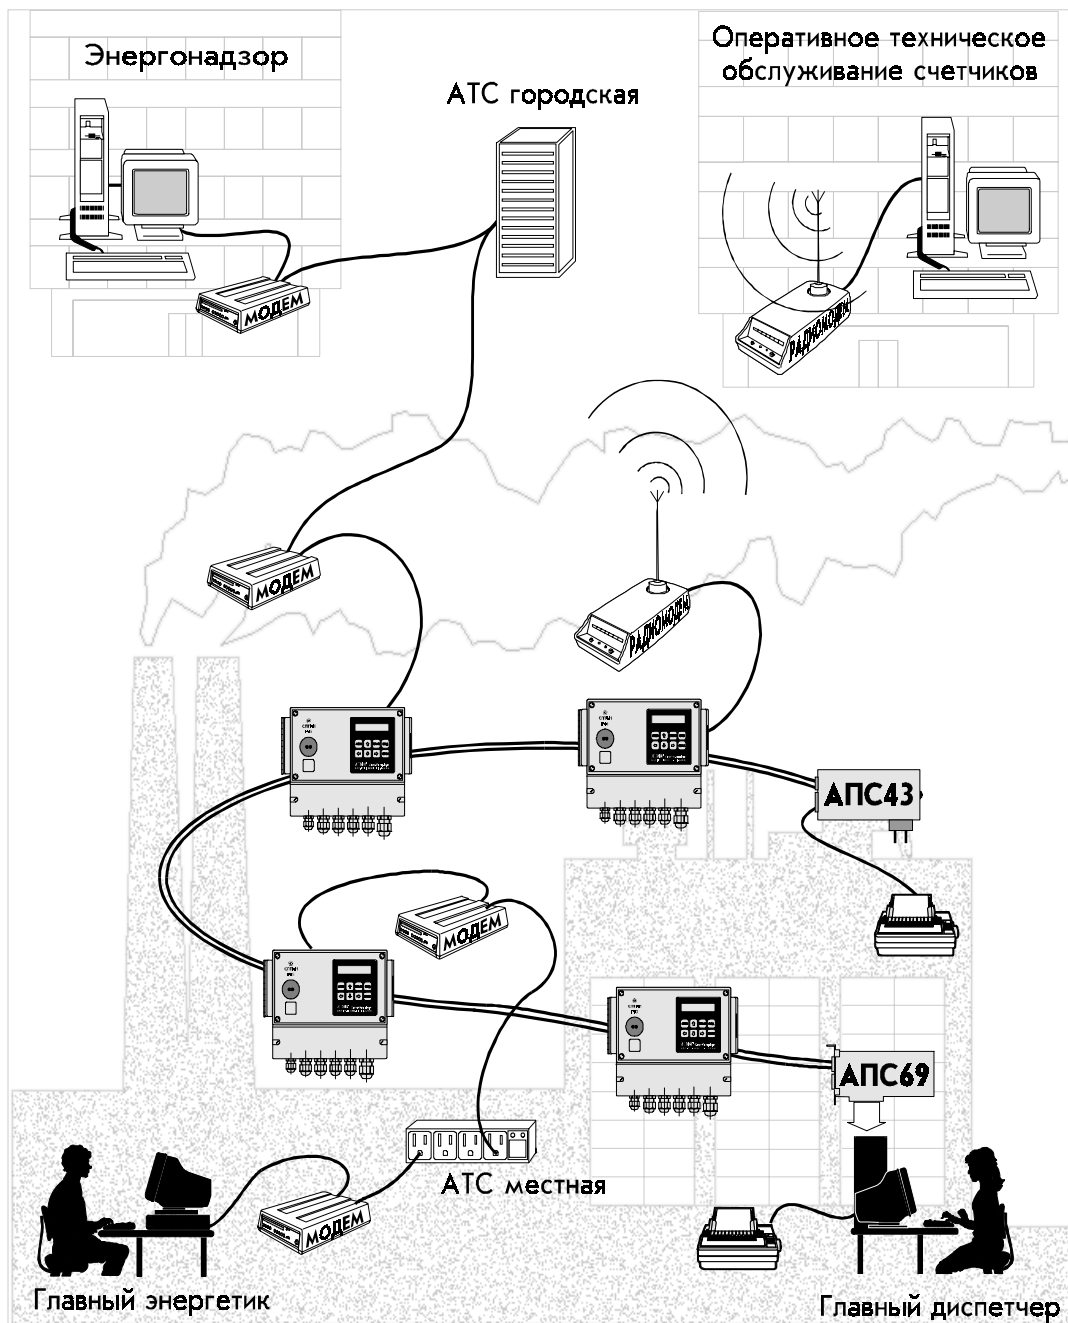 Энергонадзор
Оперативное техническое
обслуживание счетчиков
АТС городская
МОДЕМ
РАДИОМОДЕМ
МОДЕМ
РАДИОМОДЕМ
АПС43
МОДЕМ
АПС69
АТС местная
МОДЕМ
Главный энергетик
Главный диспетчер